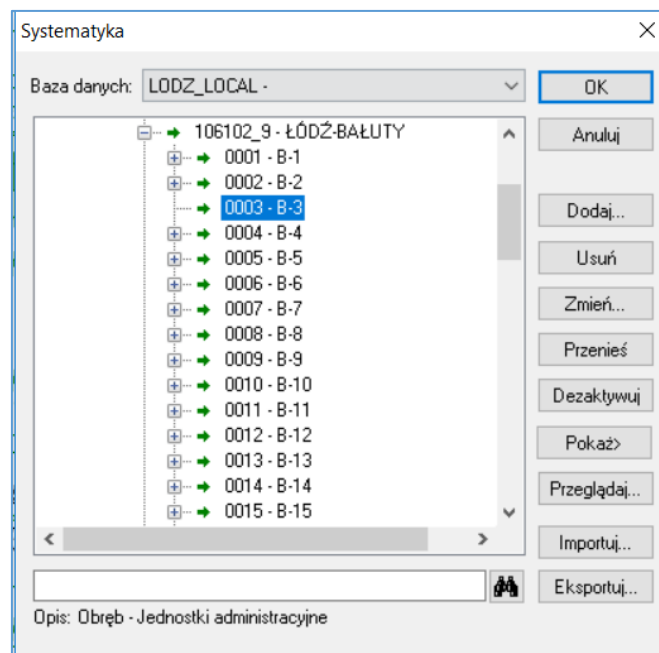 Systematyka
Baza danych: LODZ_LOCAL -
OK
106102_9 - ŁÓDŹ-BAŁUTY
Anuluj
0001 - B-1
0002 - B-2
0003 - B-3
Dodaj...
0004 - B-4
0005 - B-5
Usuń
0006 - B-6
0007 - B-7
Zmień...
0008 - B-8
Przenieś
0009 - B-9
0010 - B-10
Dezaktywuj
0011 - B-11
0012 - B-12
Pokaż>
0013 - B-13
0014 - B-14
Przeglądaj...
0015 - B-15
Importuj...
Eksportuj...
Opis: Obręb - Jednostki administracyjne